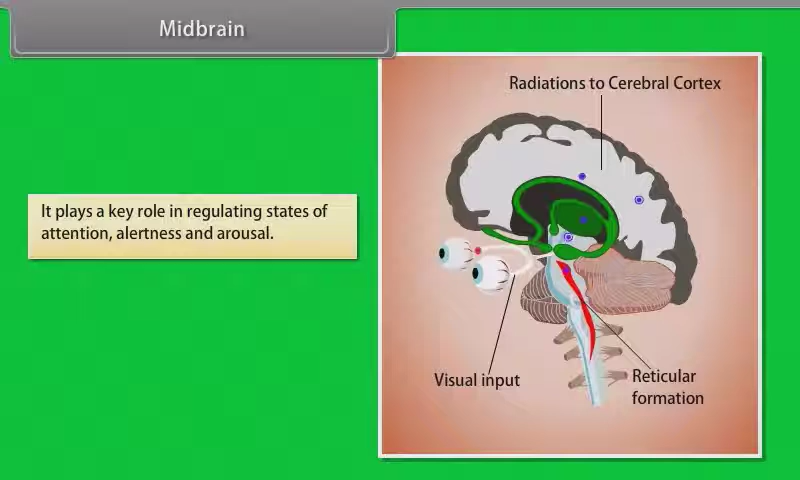 Midbrain
Radiations to Cerebral Cortex
It plays a key role in regulating states of
attention, alertness and arousal.
Visual input
Reticular
formation